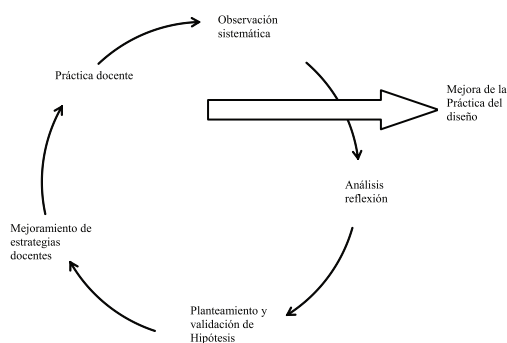 Observación
sistemática
Práctica docente
Mejora de la
Práctica del
diseño
Análisis
reflexión
Mejoramiento de
estrategias
docentes
Planteamiento y
validación de
Hipótesis